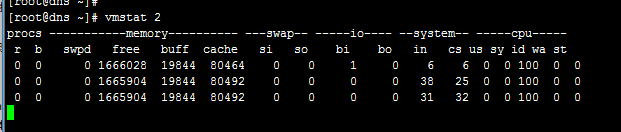 [root@dns ~]#
[root@dns ~]# vmstat 2
procs -----------memory---------- ---swap-- -----io---- --system-- -----cpu-----
r b swpd free buff cache si so bi bo in cs us sy id wa st
0 0 0 1666028 19844 80464 0 0 1 0 6 6 0 0 100 0 0
0 0 0 1665904 19844 80492 0 0 0 0 38 25 0 0 100 0 0
0 0 0 1665904 19844 80492 0 0 0 0 31 32 0 0 100 0 0